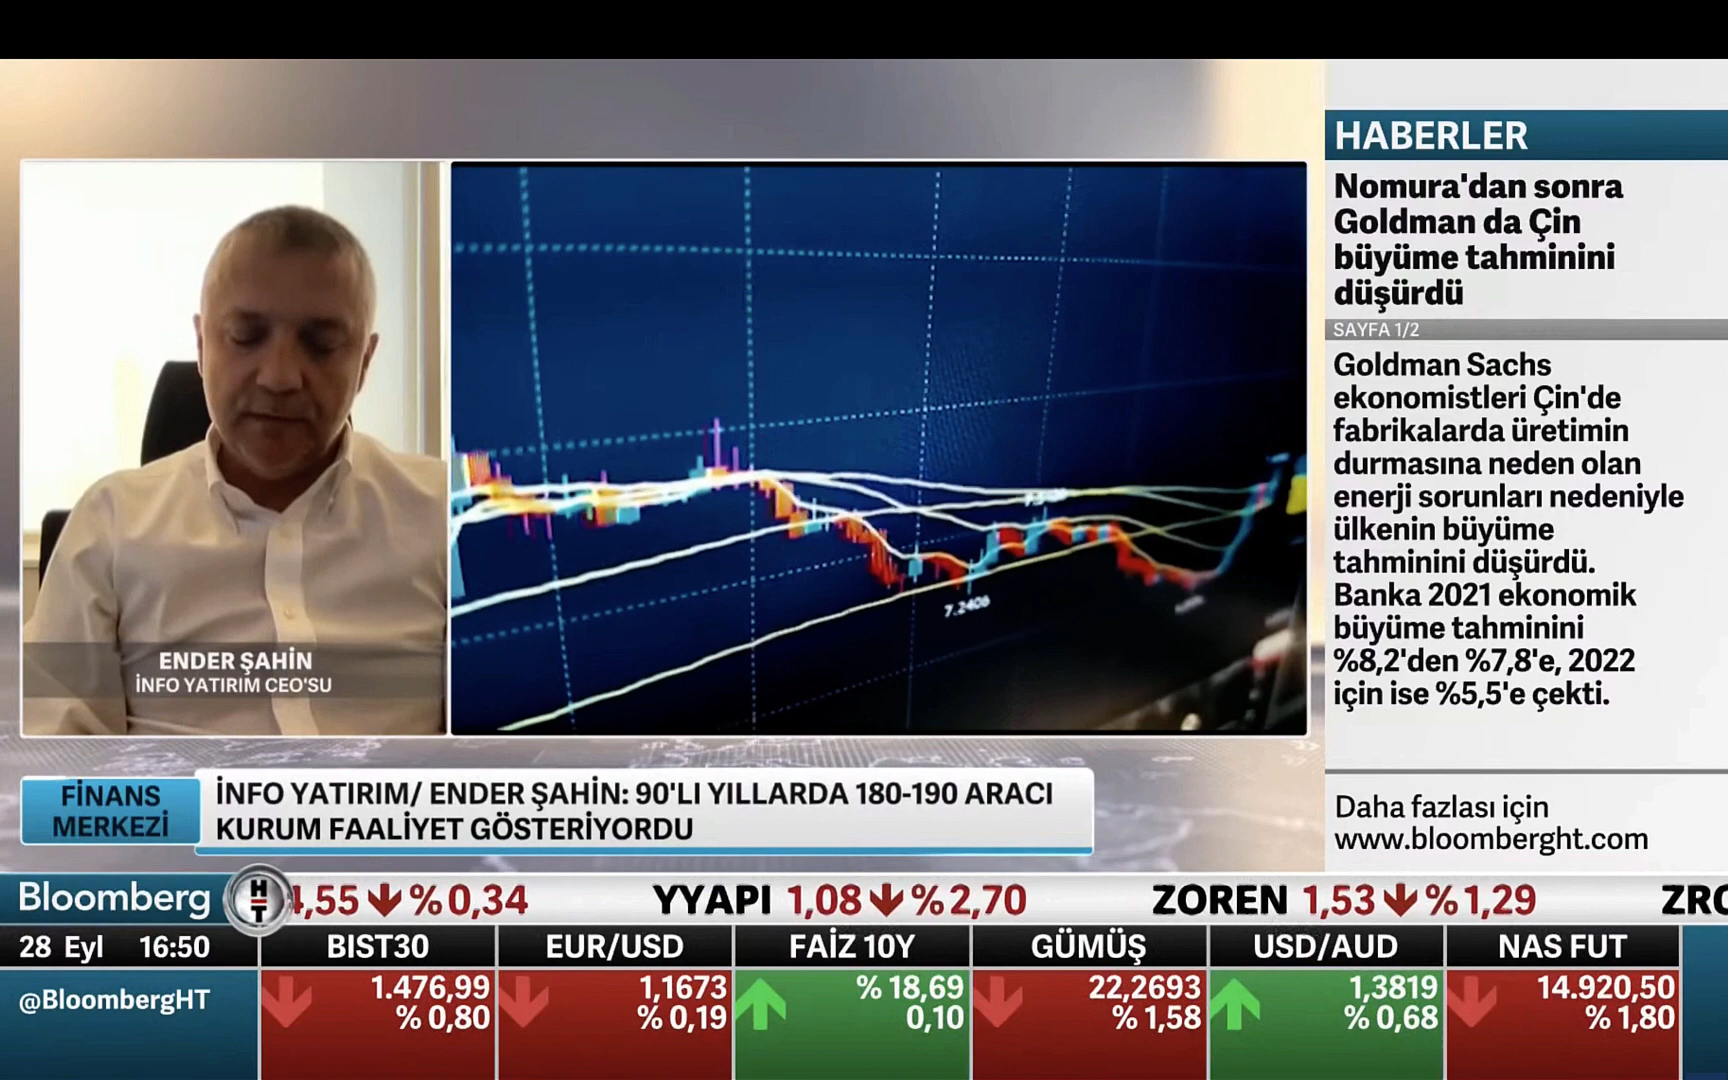 HABERLER
Nomura'dan sonra
Goldman da Çin
büyüme tahminini
düşürdü
SAYFA 1/2
Goldman Sachs
ekonomistleri Çin'de
fabrikalarda üretimin
durmasına neden olan
enerji sorunları nedeniyle
ülkenin büyüme
tahminini düşürdü.
Banka 2021 ekonomik
büyüme tahminini
%8,2'den %7,8'e, 2022
için ise %5,5'e çekti.
Daha fazlası için
www.bloomberght.com
7.2406
ENDER ŞAHİN
İNFO YATIRIM CEO'SU
FİNANS
MERKEZİ
İNFO YATIRIM/ ENDER ŞAHİN: 90'LI YILLARDA 180-190 ARACI
KURUM FAALİYET GÖSTERİYORDU
Bloomberg HT
4,55 %0,34 YYAPI 1,08 %2,70 ZOREN 1,53 %1,29 ZRG
28 Eyl 16:50 BIST30 EUR/USD FAİZ 10Y GÜMÜŞ USD/AUD NAS FUT
@BloombergHT 1.476,99 1,1673 % 18,69 22,2693 1,3819 14.920,50
% 0,80 % 0,19 0,10 % 1,58 % 0,68 % 1,80